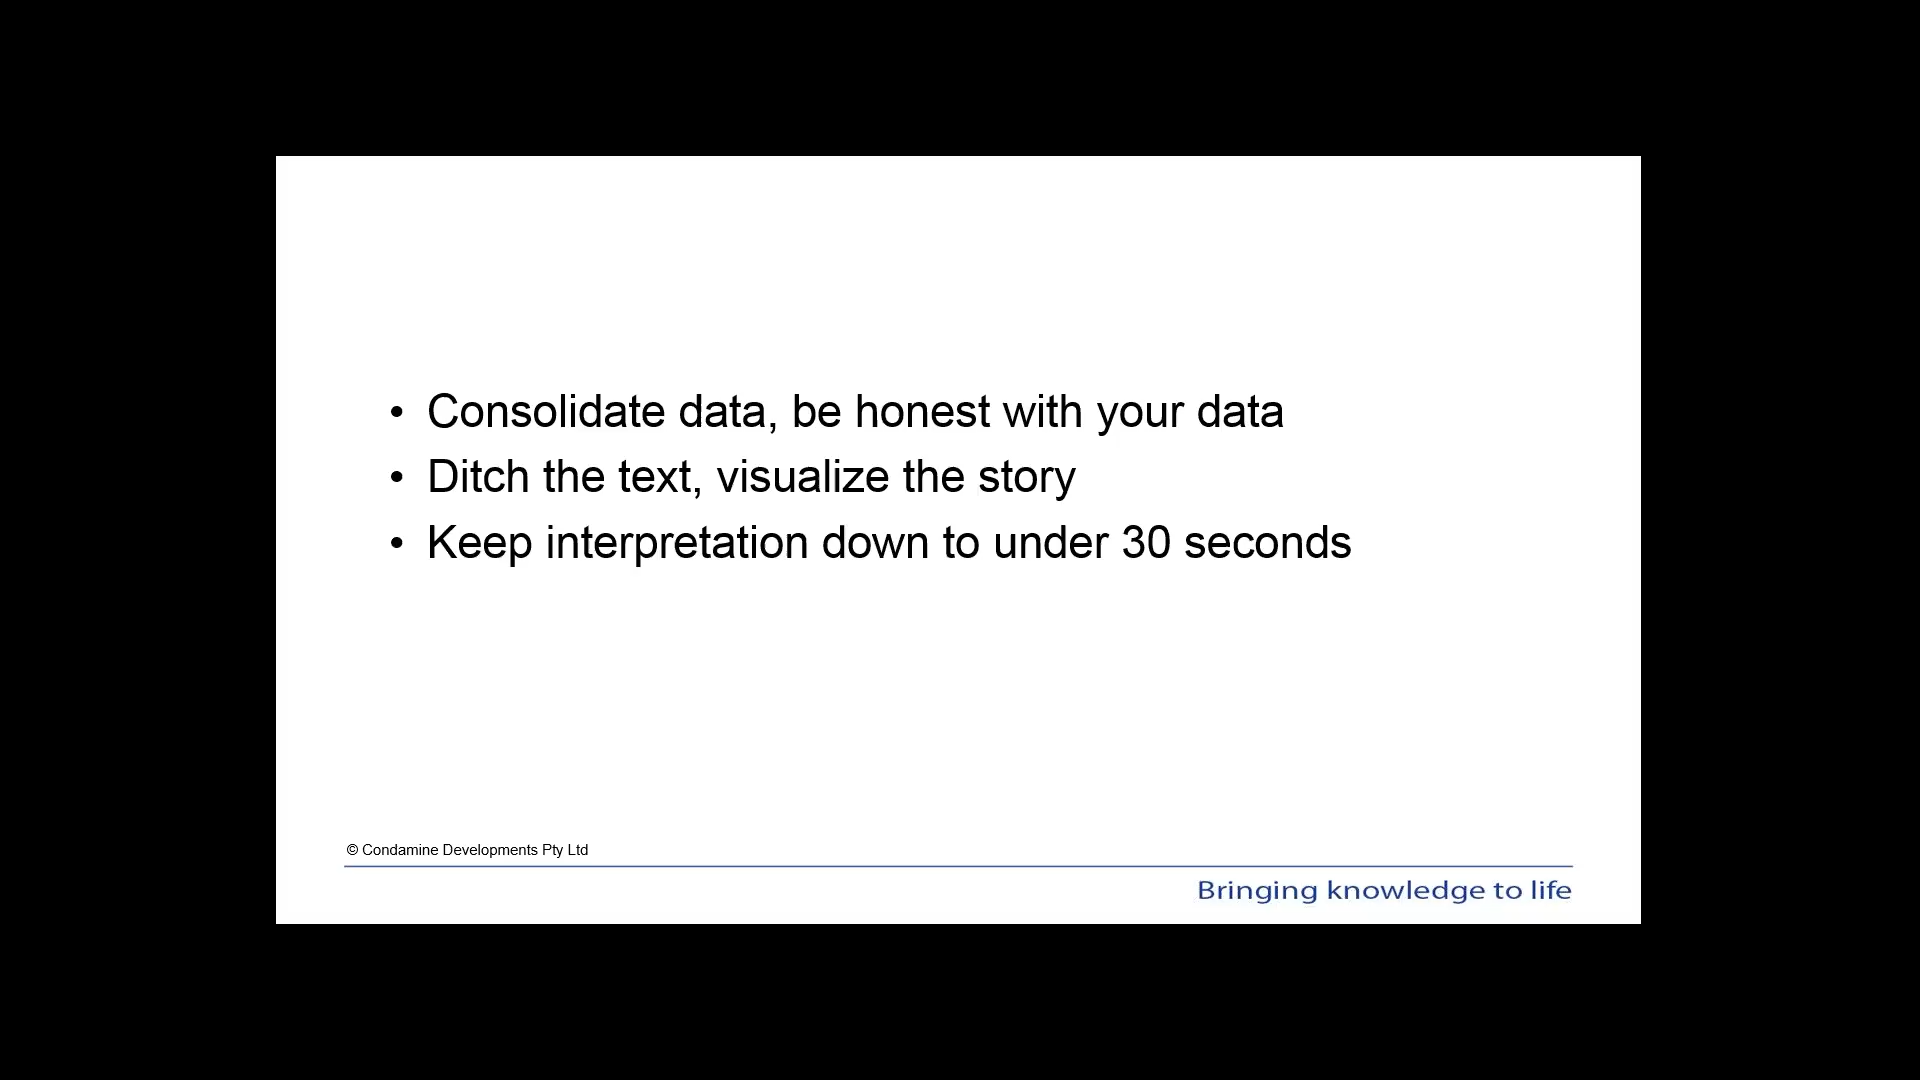 • Consolidate data, be honest with your data
• Ditch the text, visualize the story
• Keep interpretation down to under 30 seconds
© Condamine Developments Pty Ltd
Bringing knowledge to life